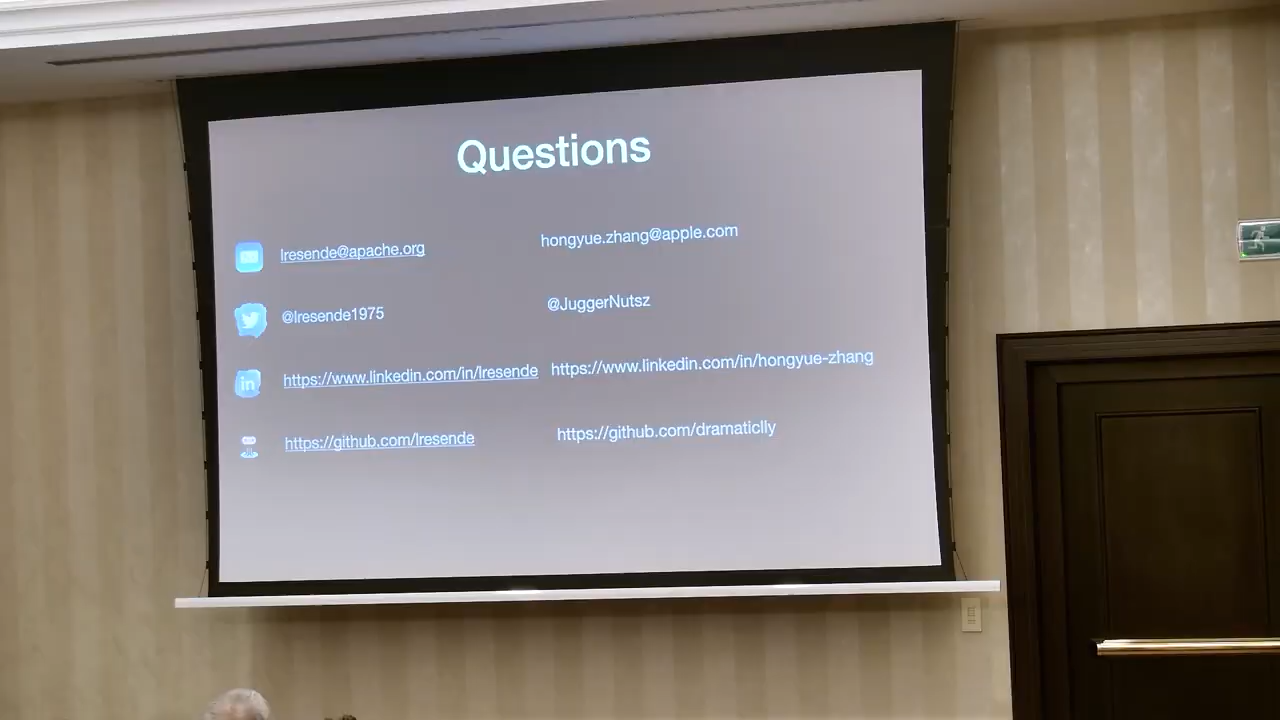 Questions
lresende@apache.org
hongyue.zhang@apple.com
@lresende1975
@JuggerNutsz
in
https://www.linkedin.com/in/lresende
https://www.linkedin.com/in/hongyue-zhang
https://github.com/lresende
https://github.com/dramaticlly